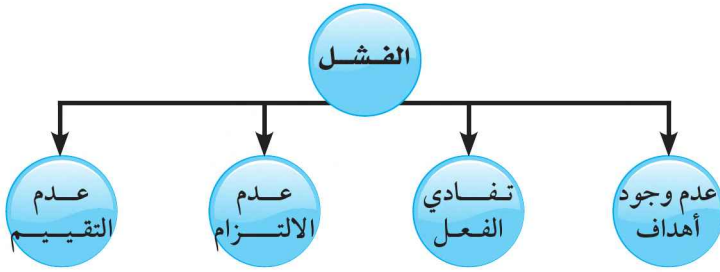 الفشل
عدم وجود
أهداف
تفادي
الفعل
عدم
الالتزام
عدم
التقييم